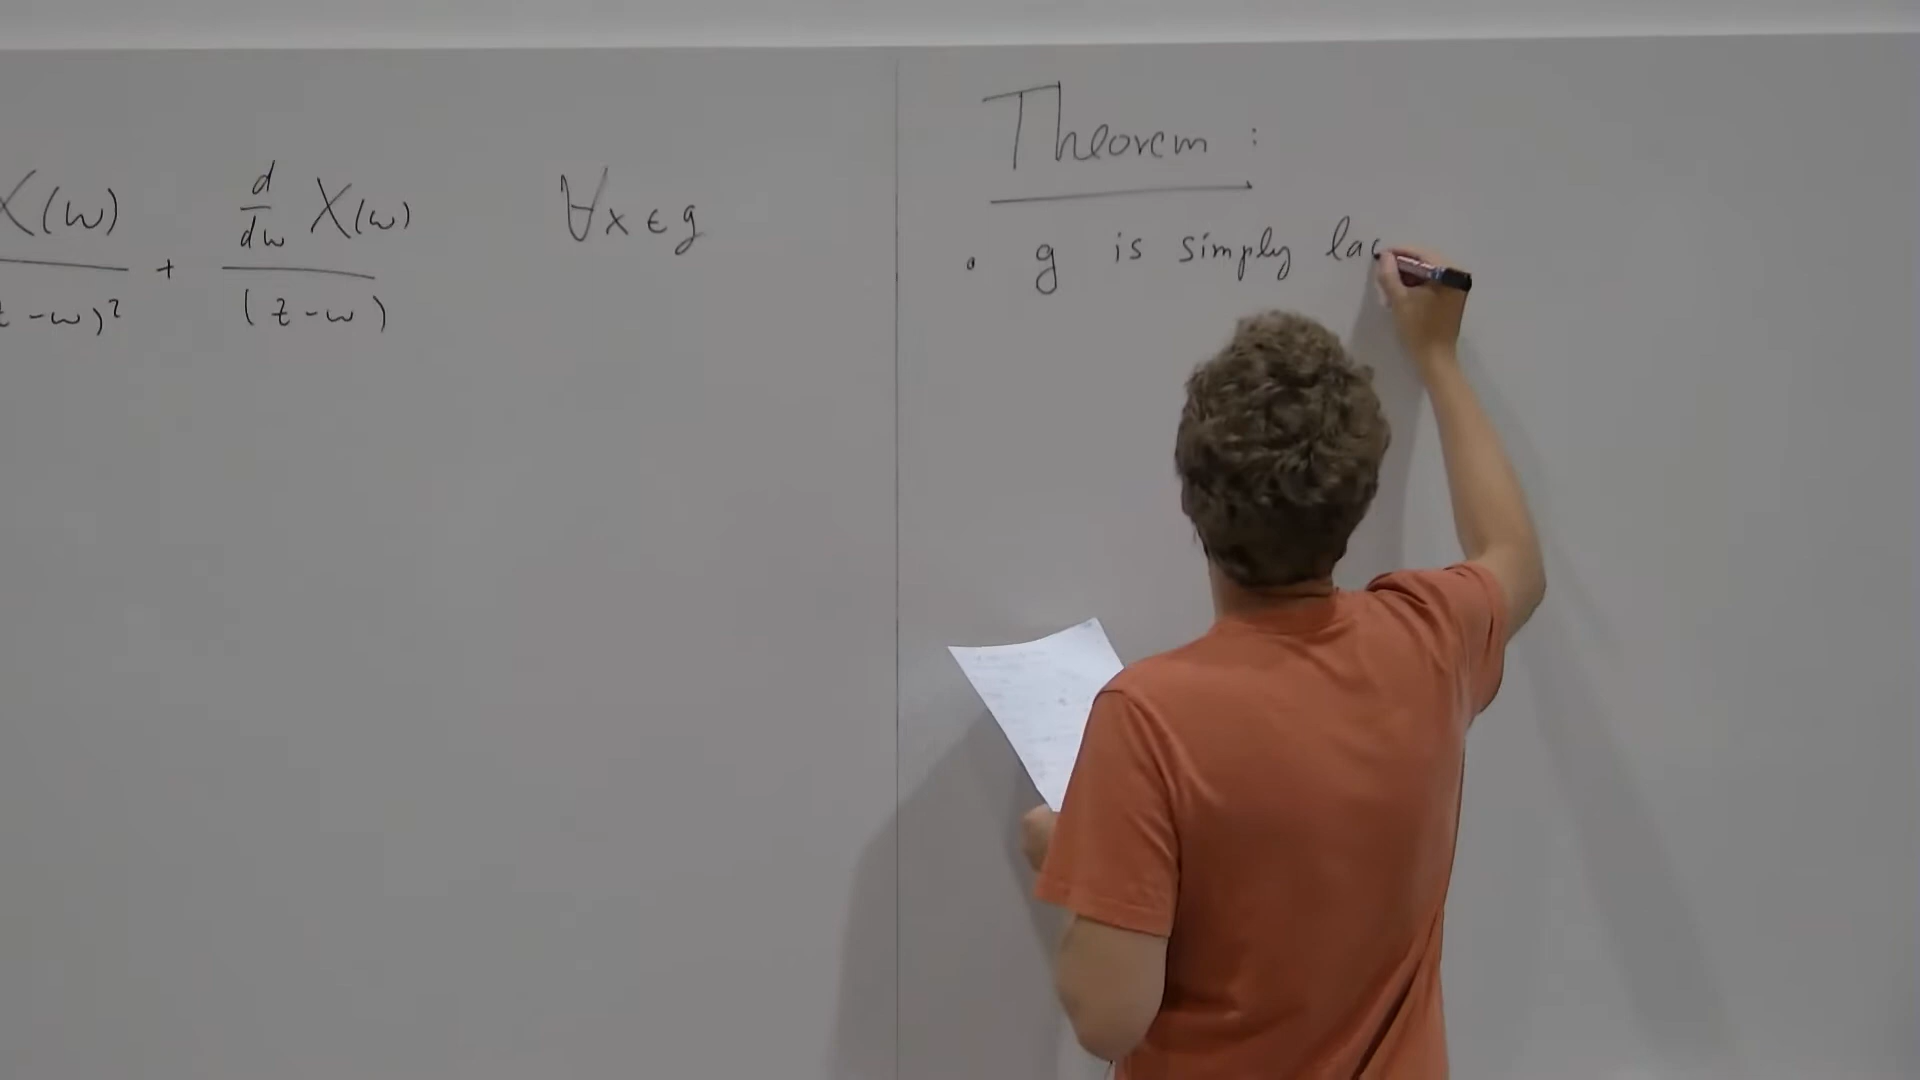 X(w) / (z-w)² + d/dw X(w) / (z-w) ∀x ∈ g
Theorem:
• g is simply lac